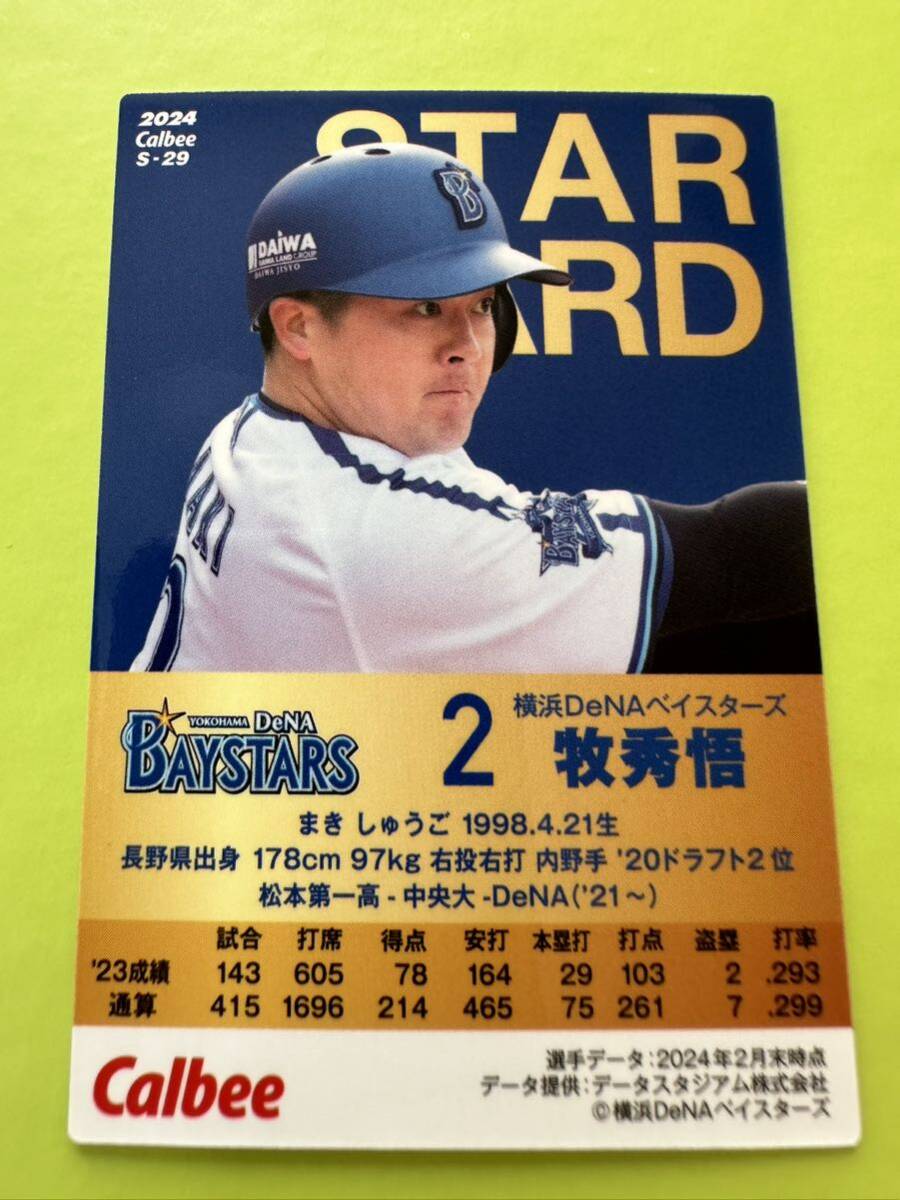 2024
Calbee
S-29
STAR
CARD
B
DAIWA
DAIWA LAND GROUP
DAIWA JISYO
BAYSTARS
YOKOHAMA DeNA
BAYSTARS
2
横浜DeNAベイスターズ
牧秀悟
まき しゅうご 1998.4.21生
長野県出身 178cm 97kg 右投右打 内野手 '20ドラフト2位
松本第一高-中央大-DeNA('21~)
試合 打席 得点 安打 本塁打 打点 盗塁 打率
'23成績 143 605 78 164 29 103 2 .293
通算 415 1696 214 465 75 261 7 .299
Calbee
選手データ:2024年2月末時点
データ提供:データスタジアム株式会社
©横浜DeNAベイスターズ